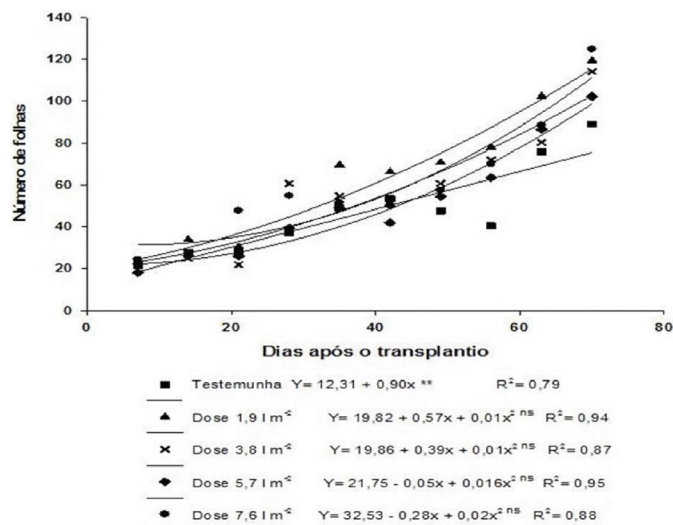 140
120
100
80
60
40
20
0
Número de folhas
0 20 40 60 80
Dias após o transplantio
Testemunha Y= 12,31 + 0,90x ** R²= 0,79
Dose 1,9 l m⁻² Y= 19,82 + 0,57x + 0,01x² ⁿˢ R²= 0,94
Dose 3,8 l m⁻² Y= 19,86 + 0,39x + 0,01x² ⁿˢ R²= 0,87
Dose 5,7 l m⁻² Y= 21,75 - 0,05x + 0,016x² ⁿˢ R²= 0,95
Dose 7,6 l m⁻² Y= 32,53 -0,28x + 0,02x² ⁿˢ R²= 0,88